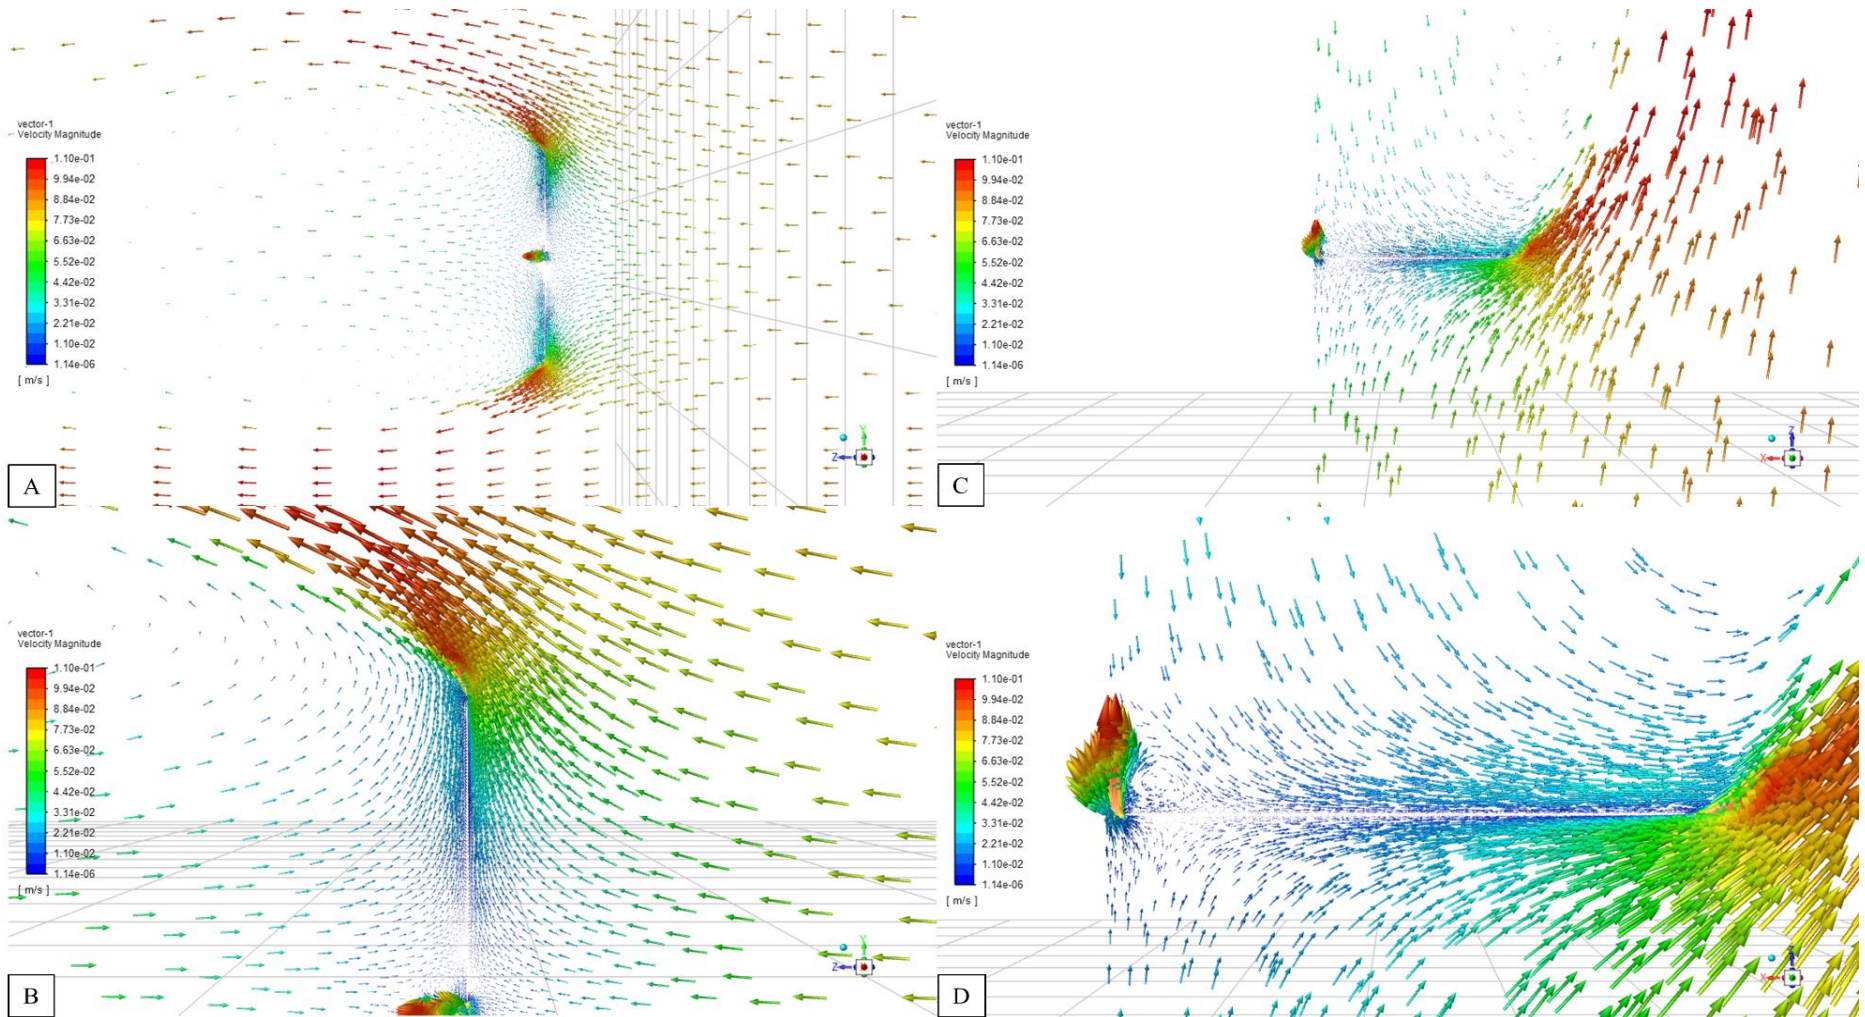 vector-1
Velocity Magnitude
1.10e-01
9.94e-02
8.84e-02
7.73e-02
6.63e-02
5.52e-02
4.42e-02
3.31e-02
2.21e-02
1.10e-02
1.14e-06
[ m/s ]
Y
Z
A
vector-1
Velocity Magnitude
1.10e-01
9.94e-02
8.84e-02
7.73e-02
6.63e-02
5.52e-02
4.42e-02
3.31e-02
2.21e-02
1.10e-02
1.14e-06
[ m/s ]
Z
X
C
vector-1
Velocity Magnitude
1.10e-01
9.94e-02
8.84e-02
7.73e-02
6.63e-02
5.52e-02
4.42e-02
3.31e-02
2.21e-02
1.10e-02
1.14e-06
[ m/s ]
Y
Z
B
vector-1
Velocity Magnitude
1.10e-01
9.94e-02
8.84e-02
7.73e-02
6.63e-02
5.52e-02
4.42e-02
3.31e-02
2.21e-02
1.10e-02
1.14e-06
[ m/s ]
Z
X
D